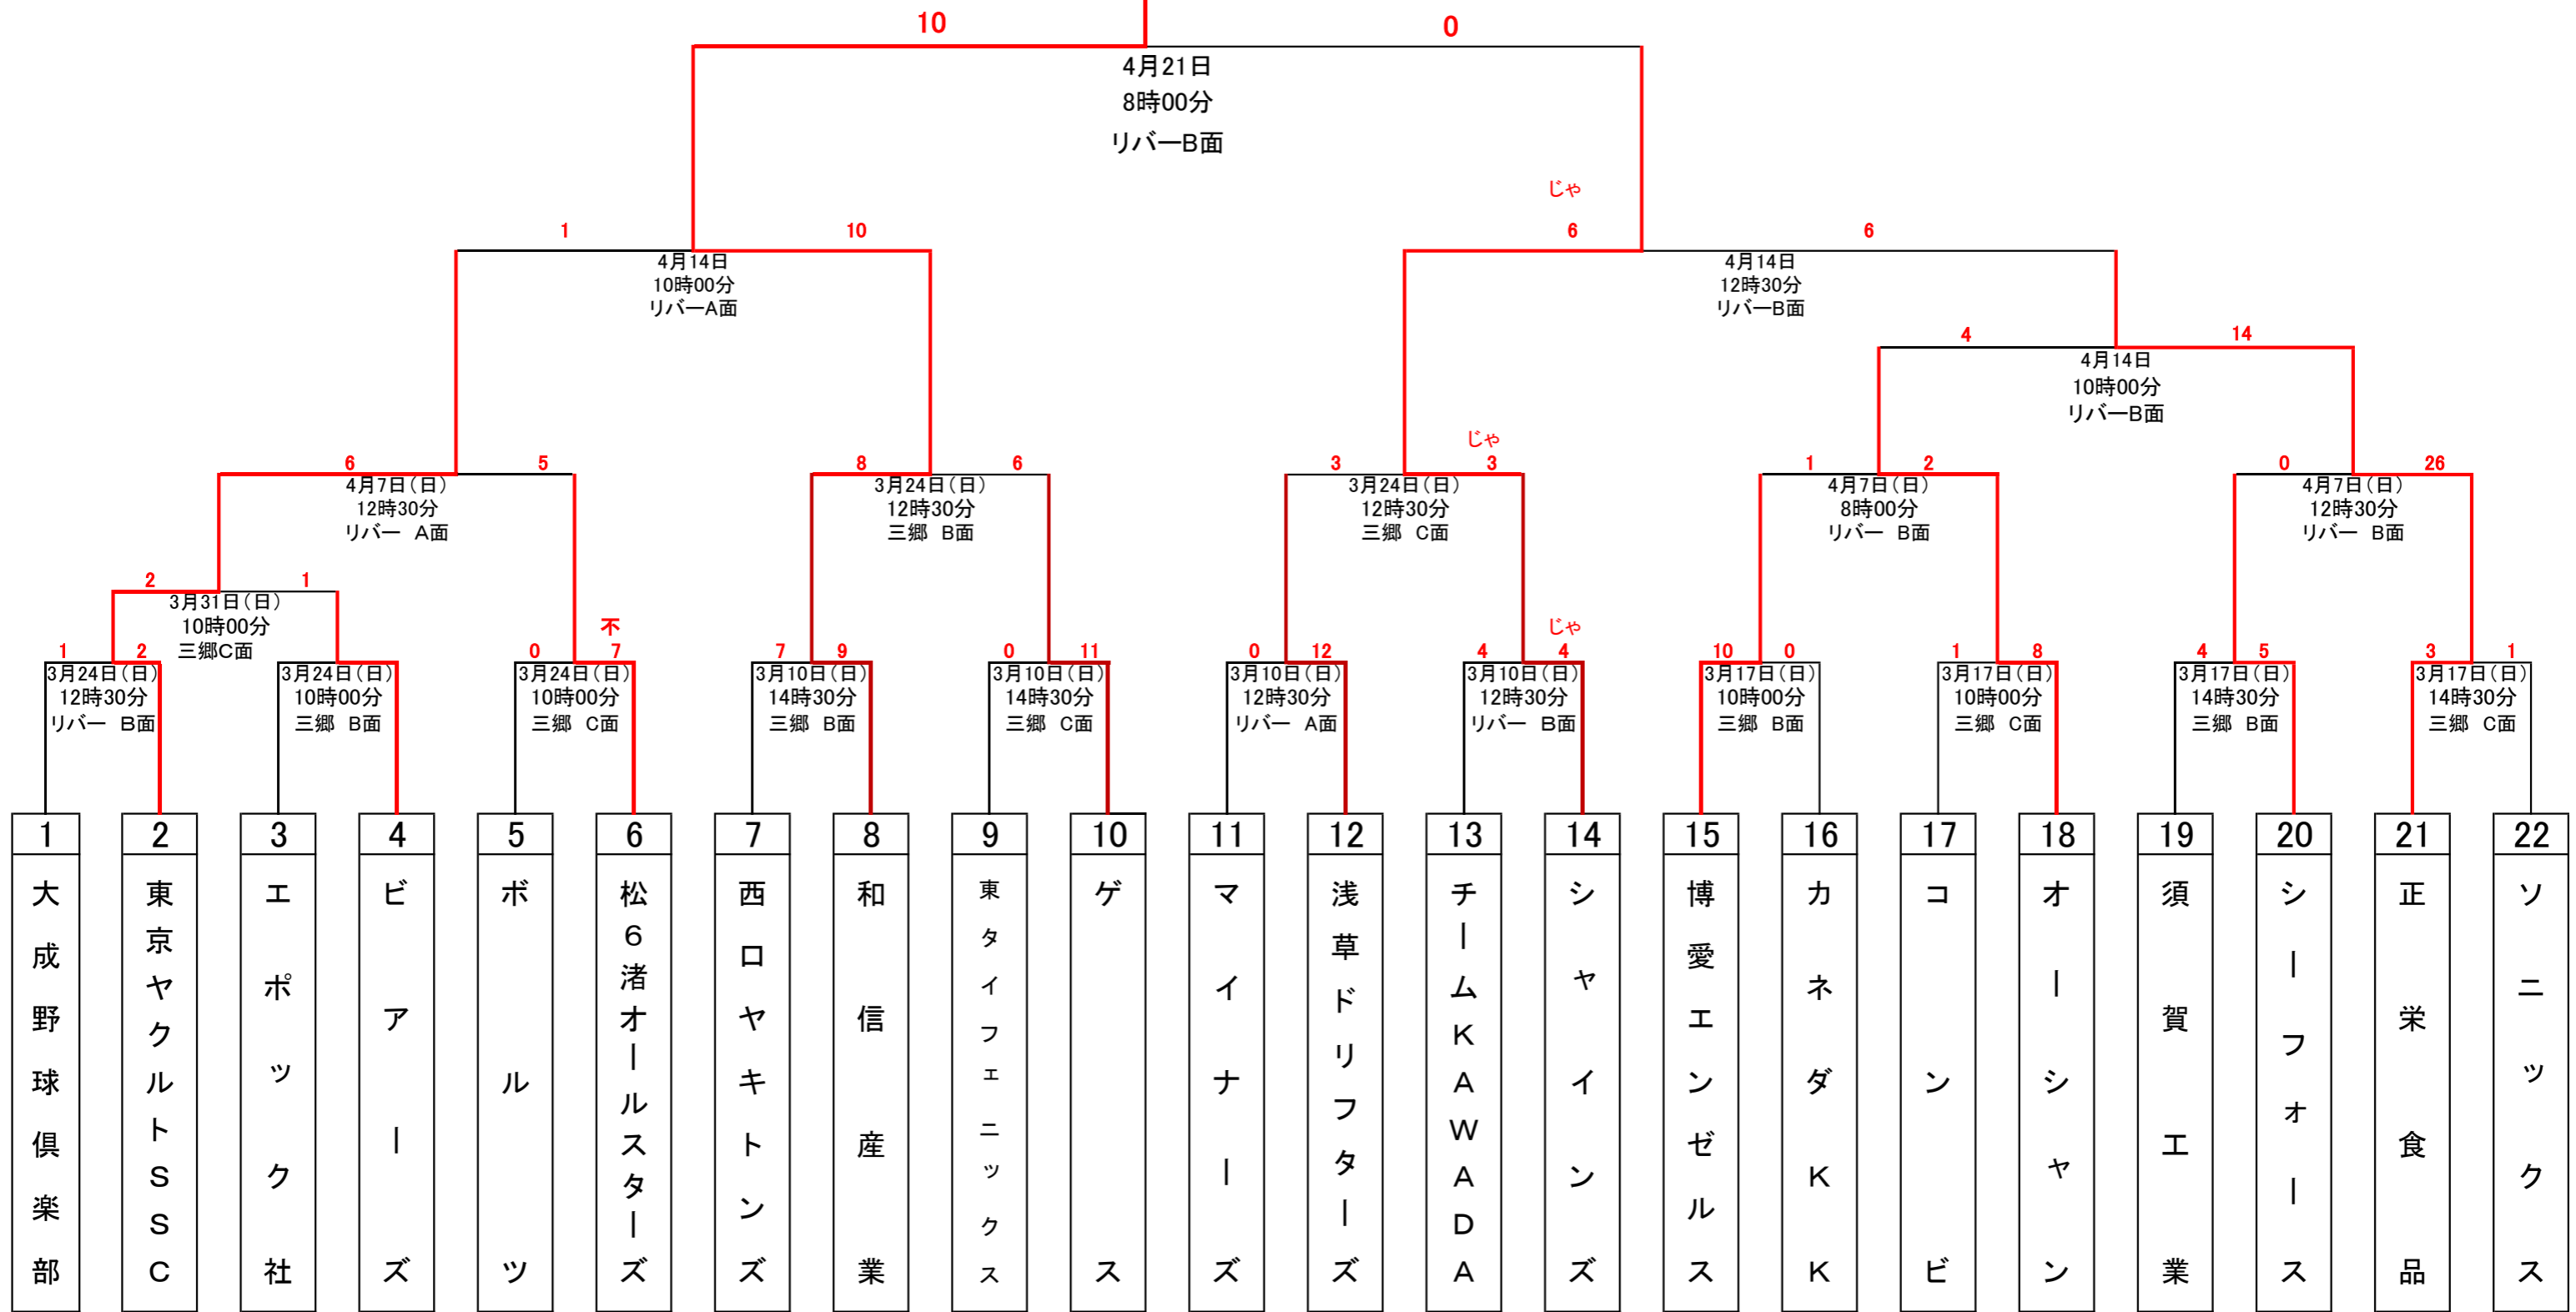 10 0
4月21日
8時00分
リバーB面
じゃ
1 10 6 6
4月14日
10時00分
リバーA面
4月14日
12時30分
リバーB面
4 14
4月14日
10時00分
リバーB面
じゃ
6 5 8 6 3 3 1 2 0 26
4月7日(日)
12時30分
リバー A面
3月24日(日)
12時30分
三郷 B面
3月24日(日)
12時30分
三郷 C面
4月7日(日)
8時00分
リバー B面
4月7日(日)
12時30分
リバー B面
2 1
3月31日(日)
10時00分
三郷C面
不 じゃ
1 2 0 7 7 9 0 11 0 12 4 4 10 0 1 8 4 5 3 1
3月24日(日)
12時30分
リバー B面
3月24日(日)
10時00分
三郷 B面
3月24日(日)
10時00分
三郷 C面
3月10日(日)
14時30分
三郷 B面
3月10日(日)
14時30分
三郷 C面
3月10日(日)
12時30分
リバー A面
3月10日(日)
12時30分
リバー B面
3月17日(日)
10時00分
三郷 B面
3月17日(日)
10時00分
三郷 C面
3月17日(日)
14時30分
三郷 B面
3月17日(日)
14時30分
三郷 C面
1 2 3 4 5 6 7 8 9 10 11 12 13 14 15 16 17 18 19 20 21 22
大成野球倶楽部
東京ヤクルトSSC
エポック社
ビアーズ
ボルツ
松6渚オールスターズ
西口ヤキトンズ
和信産業
東タイフェニックス
ゲス
マイナーズ
浅草ドリフターズ
チームKAWADA
シャインズ
博愛エンゼルス
カネダKK
コンビ
オーシャン
須賀工業
シーフォース
正栄食品
ソニックス